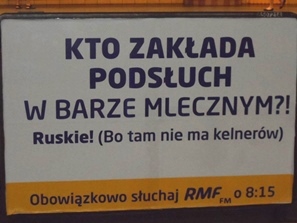 KTO ZAKŁADA
PODSŁUCH
W BARZE MLECZNYM?!
Ruskie! (Bo tam nie ma kelnerów)
Obowiązkowo słuchaj RMF FM o 8:15